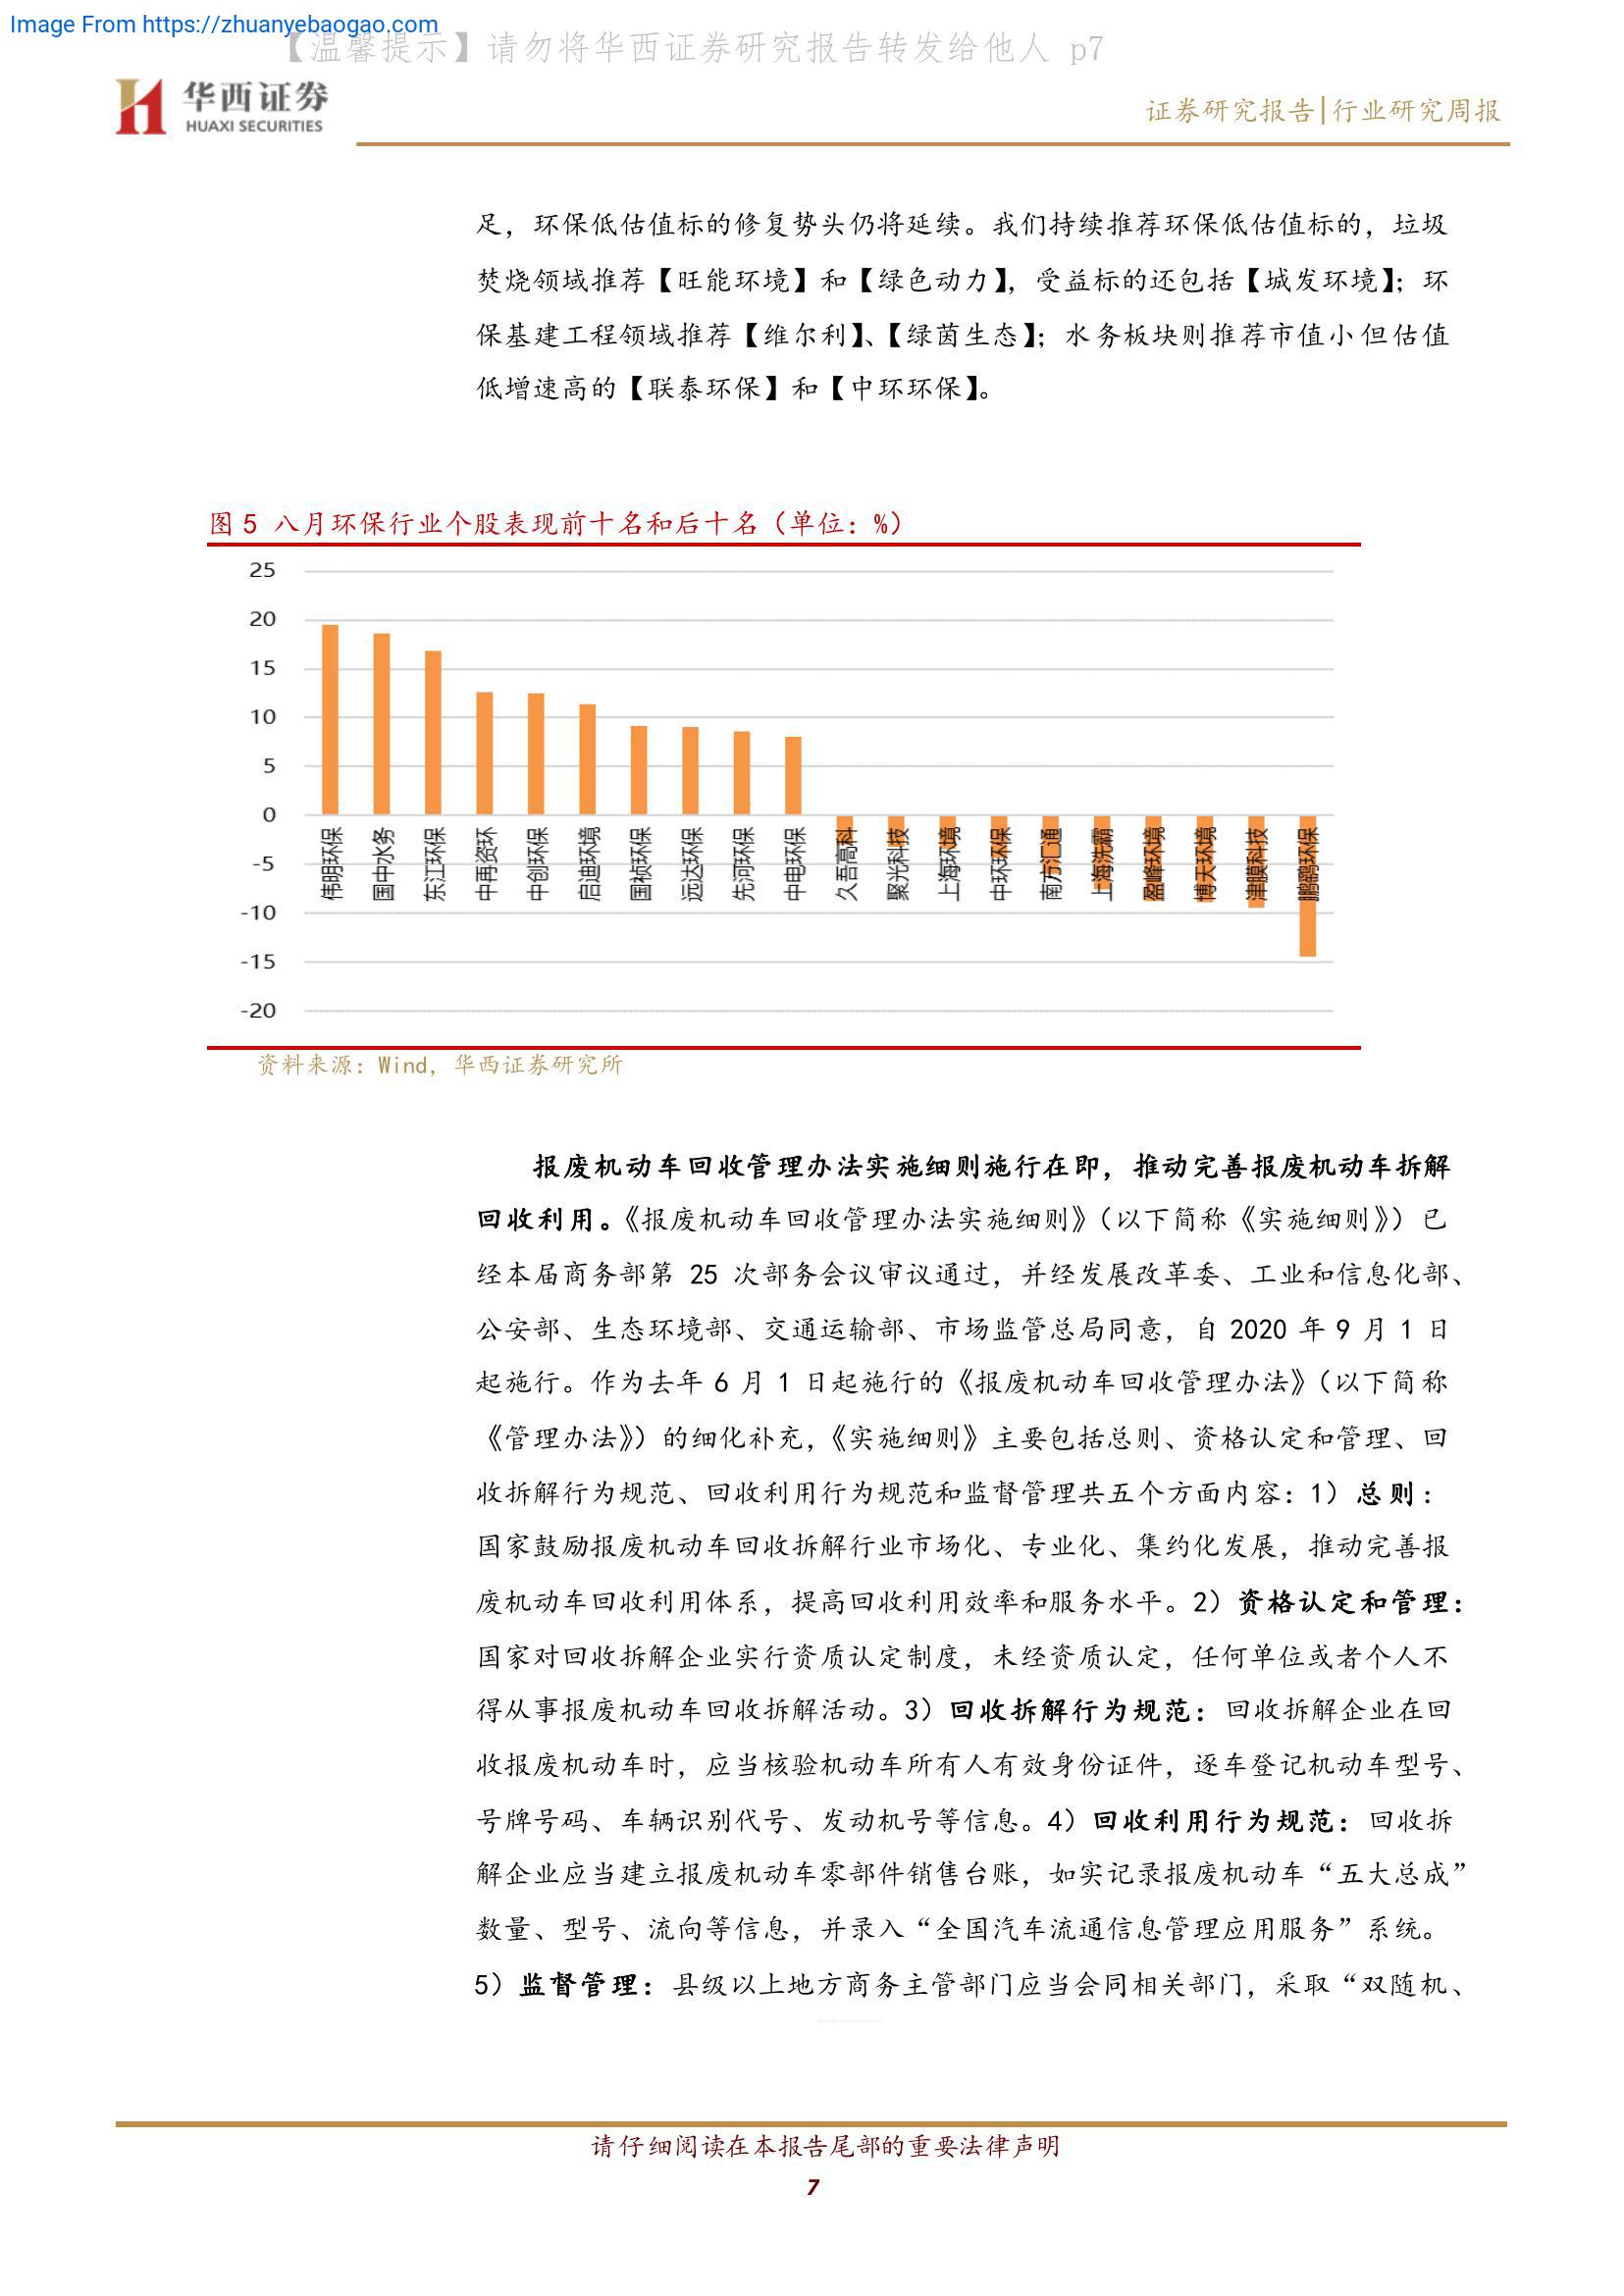 Image From https://zhuanyebaogao.com
【温馨提示】请勿将华西证券研究报告转发给他人 p7
华西证券
HUAXI SECURITIES
证券研究报告|行业研究周报
足，环保低估值标的修复势头仍将延续。我们持续推荐环保低估值标的，垃圾
焚烧领域推荐【旺能环境】和【绿色动力】，受益标的还包括【城发环境】；环
保基建工程领域推荐【维尔利】、【绿茵生态】；水务板块则推荐市值小但估值
低增速高的【联泰环保】和【中环环保】。
图 5 八月环保行业个股表现前十名和后十名（单位：%）
25
20
15
10
5
0
-5
-10
-15
-20
伟明环保
国中水务
东江环保
中再资环
中创环保
启迪环境
国祯环保
远达环保
先河环保
中电环保
久吾高科
聚光科技
上海环境
中环环保
南方汇通
上海洗霸
盈峰环境
博天环境
津膜科技
鹏鹞环保
资料来源：Wind，华西证券研究所
报废机动车回收管理办法实施细则施行在即，推动完善报废机动车拆解
回收利用。《报废机动车回收管理办法实施细则》（以下简称《实施细则》）已
经本届商务部第 25 次部务会议审议通过，并经发展改革委、工业和信息化部、
公安部、生态环境部、交通运输部、市场监管总局同意，自 2020 年 9 月 1 日
起施行。作为去年 6 月 1 日起施行的《报废机动车回收管理办法》（以下简称
《管理办法》）的细化补充，《实施细则》主要包括总则、资格认定和管理、回
收拆解行为规范、回收利用行为规范和监督管理共五个方面内容：1）总则：
国家鼓励报废机动车回收拆解行业市场化、专业化、集约化发展，推动完善报
废机动车回收利用体系，提高回收利用效率和服务水平。2）资格认定和管理：
国家对回收拆解企业实行资质认定制度，未经资质认定，任何单位或者个人不
得从事报废机动车回收拆解活动。3）回收拆解行为规范：回收拆解企业在回
收报废机动车时，应当核验机动车所有人有效身份证件，逐车登记机动车型号、
号牌号码、车辆识别代号、发动机号等信息。4）回收利用行为规范：回收拆
解企业应当建立报废机动车零部件销售台账，如实记录报废机动车“五大总成”
数量、型号、流向等信息，并录入“全国汽车流通信息管理应用服务”系统。
5）监督管理：县级以上地方商务主管部门应当会同相关部门，采取“双随机、
请仔细阅读在本报告尾部的重要法律声明
7